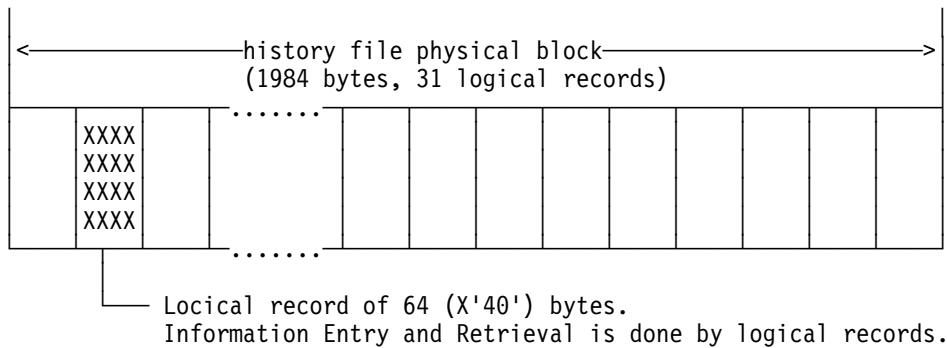 history file physical block
(1984 bytes, 31 logical records)
.......
XXXX
XXXX
XXXX
XXXX
.......
Locical record of 64 (X'40') bytes.
Information Entry and Retrieval is done by logical records.